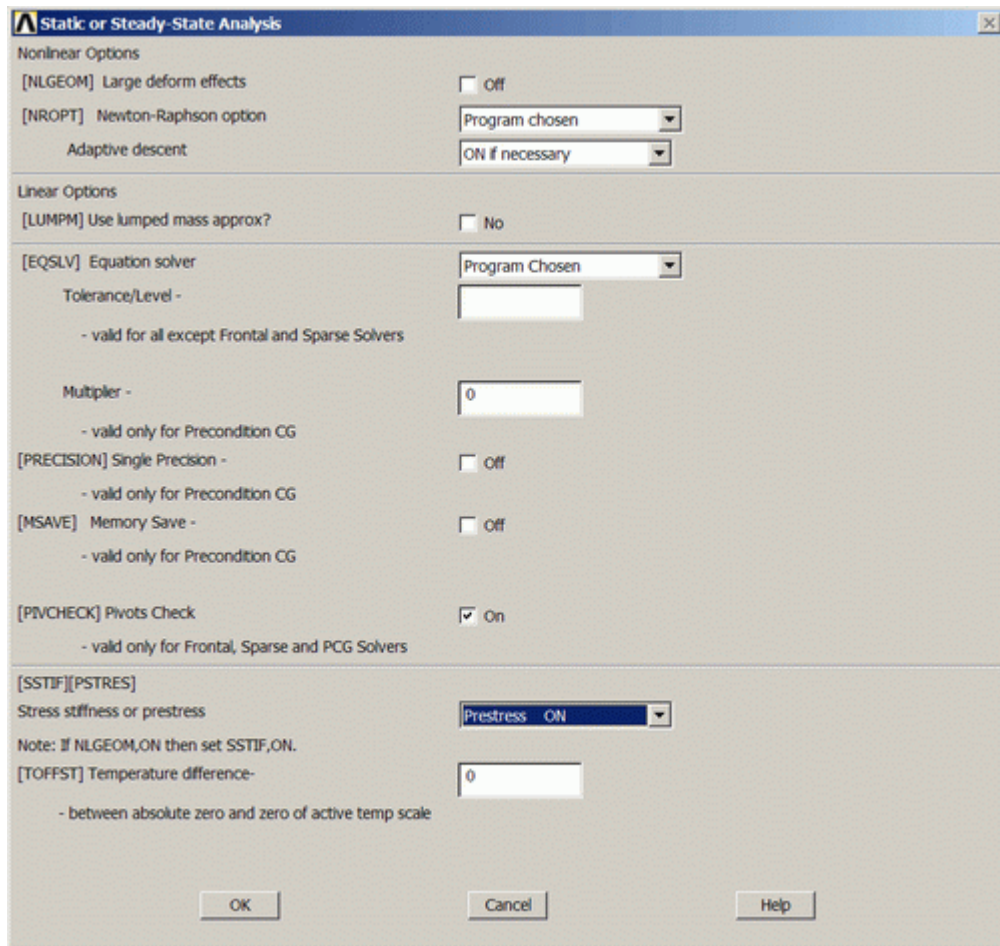 Static or Steady-State Analysis
Nonlinear Options
[NLGEOM] Large deform effects
Off
[NROPT] Newton-Raphson option
Program chosen
Adaptive descent
ON if necessary
Linear Options
[LUMPM] Use lumped mass approx?
No
[EQSLV] Equation solver
Program Chosen
Tolerance/Level -
- valid for all except Frontal and Sparse Solvers
Multiplier -
0
- valid only for Precondition CG
[PRECISION] Single Precision -
Off
- valid only for Precondition CG
[MSAVE] Memory Save -
Off
- valid only for Precondition CG
[PIVCHECK] Pivots Check
On
- valid only for Frontal, Sparse and PCG Solvers
[SSTIF][PSTRES]
Stress stiffness or prestress
Prestress ON
Note: If NLGEOM,ON then set SSTIF,ON.
[TOFFST] Temperature difference-
0
- between absolute zero and zero of active temp scale
OK
Cancel
Help